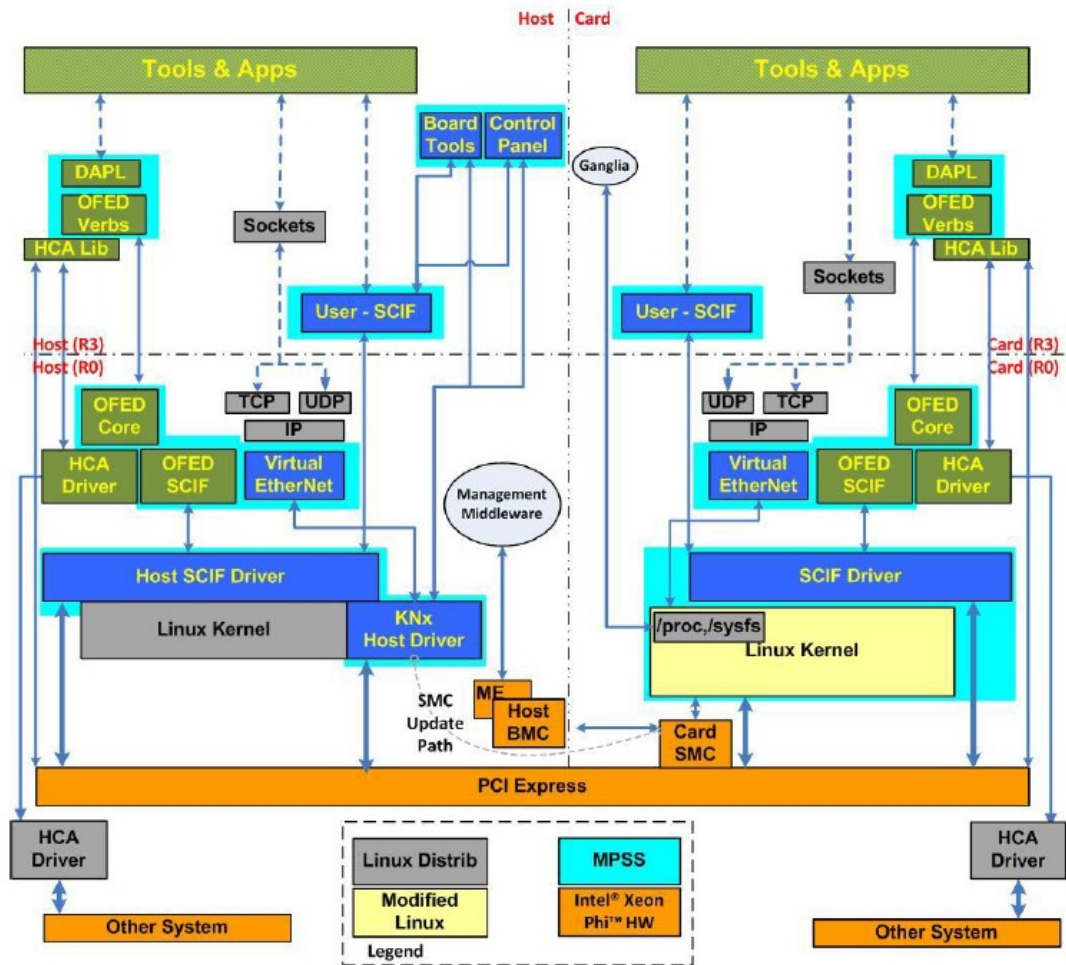 Host
Card
Tools & Apps
Tools & Apps
Board
Tools
Control
Panel
Ganglia
DAPL
OFED
Verbs
HCA Lib
Sockets
User - SCIF
DAPL
OFED
Verbs
HCA Lib
Sockets
User - SCIF
Host (R3)
Host (R0)
Card (R3)
Card (R0)
OFED
Core
TCP
UDP
IP
HCA
Driver
OFED
SCIF
Virtual
EtherNet
Management
Middleware
UDP
TCP
IP
OFED
Core
Virtual
EtherNet
OFED
SCIF
HCA
Driver
Host SCIF Driver
Linux Kernel
KNx
Host Driver
SCIF Driver
/proc,/sysfs
Linux Kernel
SMC
Update
Path
ME
Host
BMC
Card
SMC
PCI Express
HCA
Driver
Other System
HCA
Driver
Other System
Linux Distrib
MPSS
Modified
Linux
Intel® Xeon
Phi™ HW
Legend